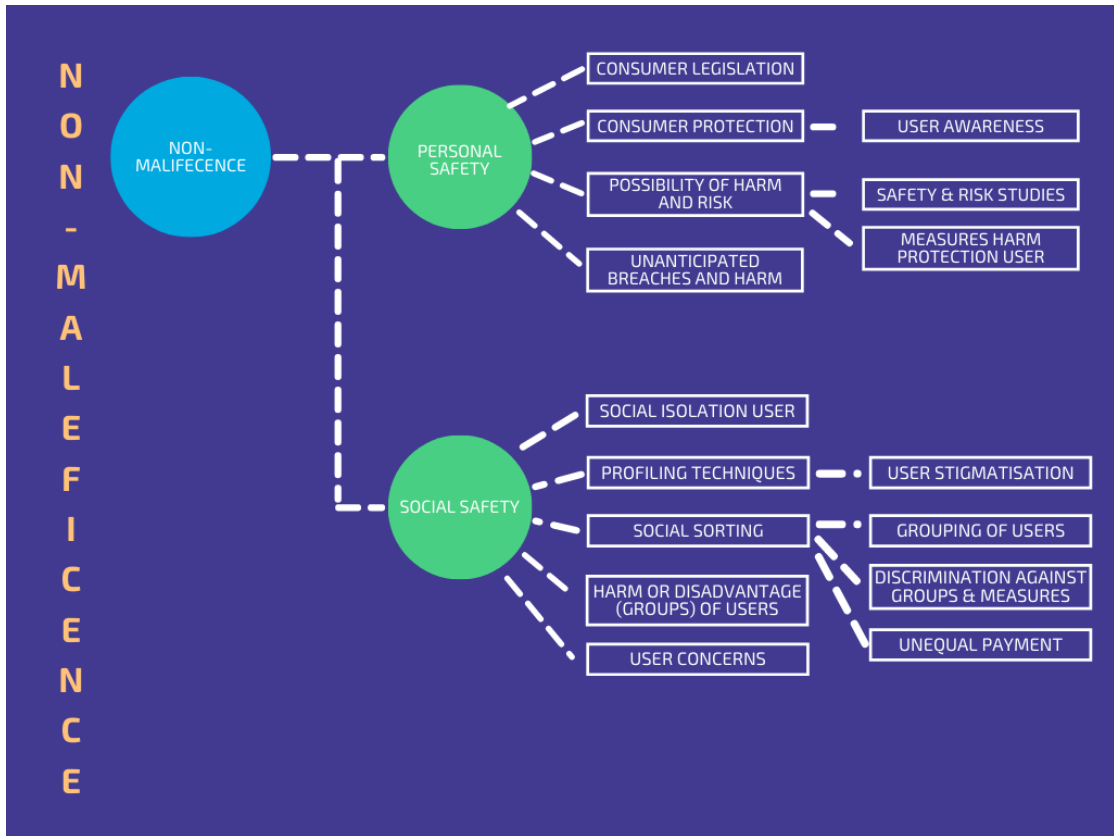 NON-MALEFICENCE
NON-
MALIFECENCE
PERSONAL
SAFETY
CONSUMER LEGISLATION
CONSUMER PROTECTION
USER AWARENESS
POSSIBILITY OF HARM
AND RISK
SAFETY & RISK STUDIES
MEASURES HARM
PROTECTION USER
UNANTICIPATED
BREACHES AND HARM
SOCIAL SAFETY
SOCIAL ISOLATION USER
PROFILING TECHNIQUES
USER STIGMATISATION
SOCIAL SORTING
GROUPING OF USERS
DISCRIMINATION AGAINST
GROUPS & MEASURES
UNEQUAL PAYMENT
HARM OR DISADVANTAGE
(GROUPS) OF USERS
USER CONCERNS